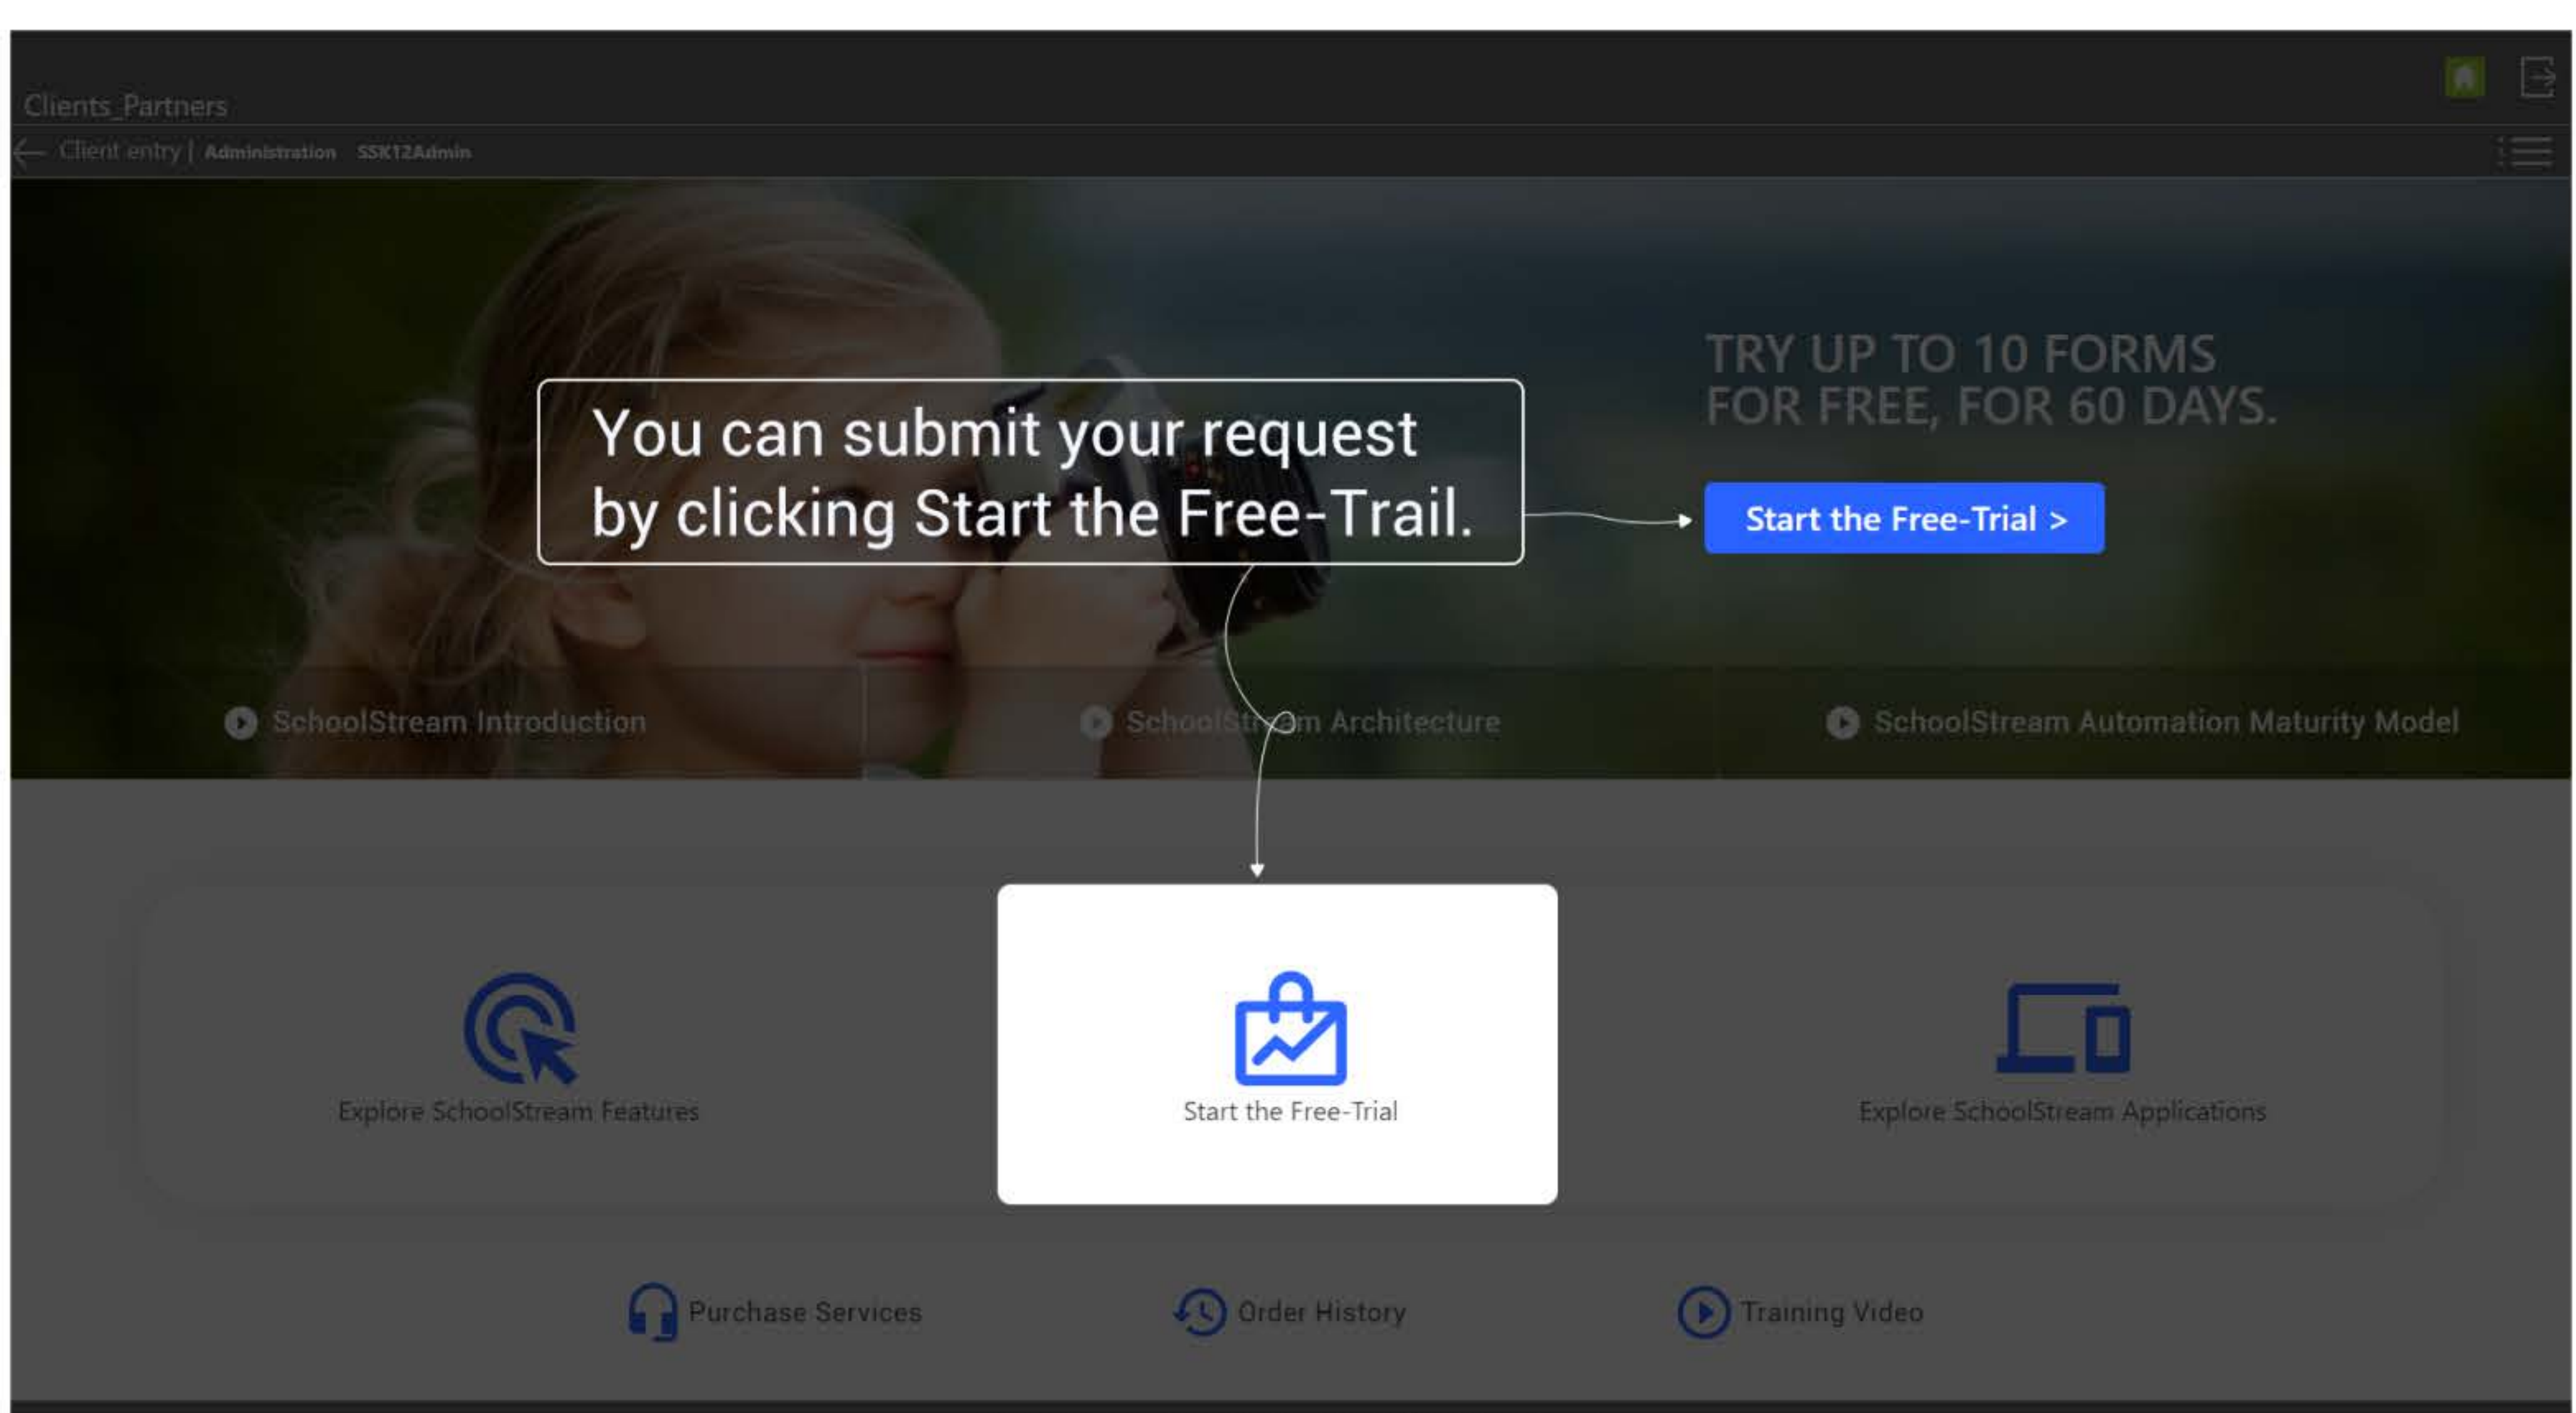 Clients_Partners
Client entry | Administration SSK12Admin
TRY UP TO 10 FORMS
FOR FREE, FOR 60 DAYS.
You can submit your request
by clicking Start the Free-Trail.
Start the Free-Trial >
SchoolStream Introduction
SchoolStream Architecture
SchoolStream Automation Maturity Model
Explore SchoolStream Features
Start the Free-Trial
Explore SchoolStream Applications
Purchase Services
Order History
Training Video